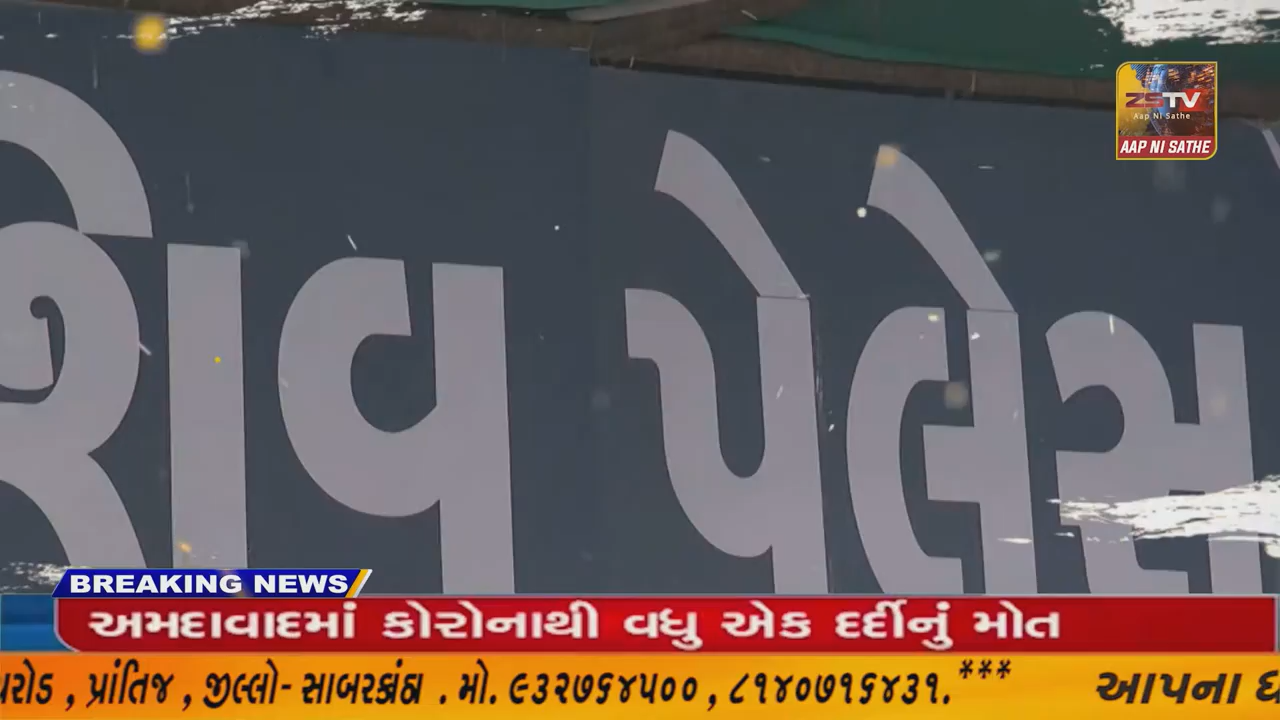 ZSTV
Aap Ni Sathe
AAP NI SATHE
શિવ પેલેસ
BREAKING NEWS
અમદાવાદમાં કોરોનાથી વધુ એક દર્દીનું મોત
પ્રાંતિજ , જીલ્લો- સાબરકાંઠા . મો. ૯૩૨૭૬૪૫૦૦ , ૮૧૪૦૭૧૬૪૩૧.*** આપના